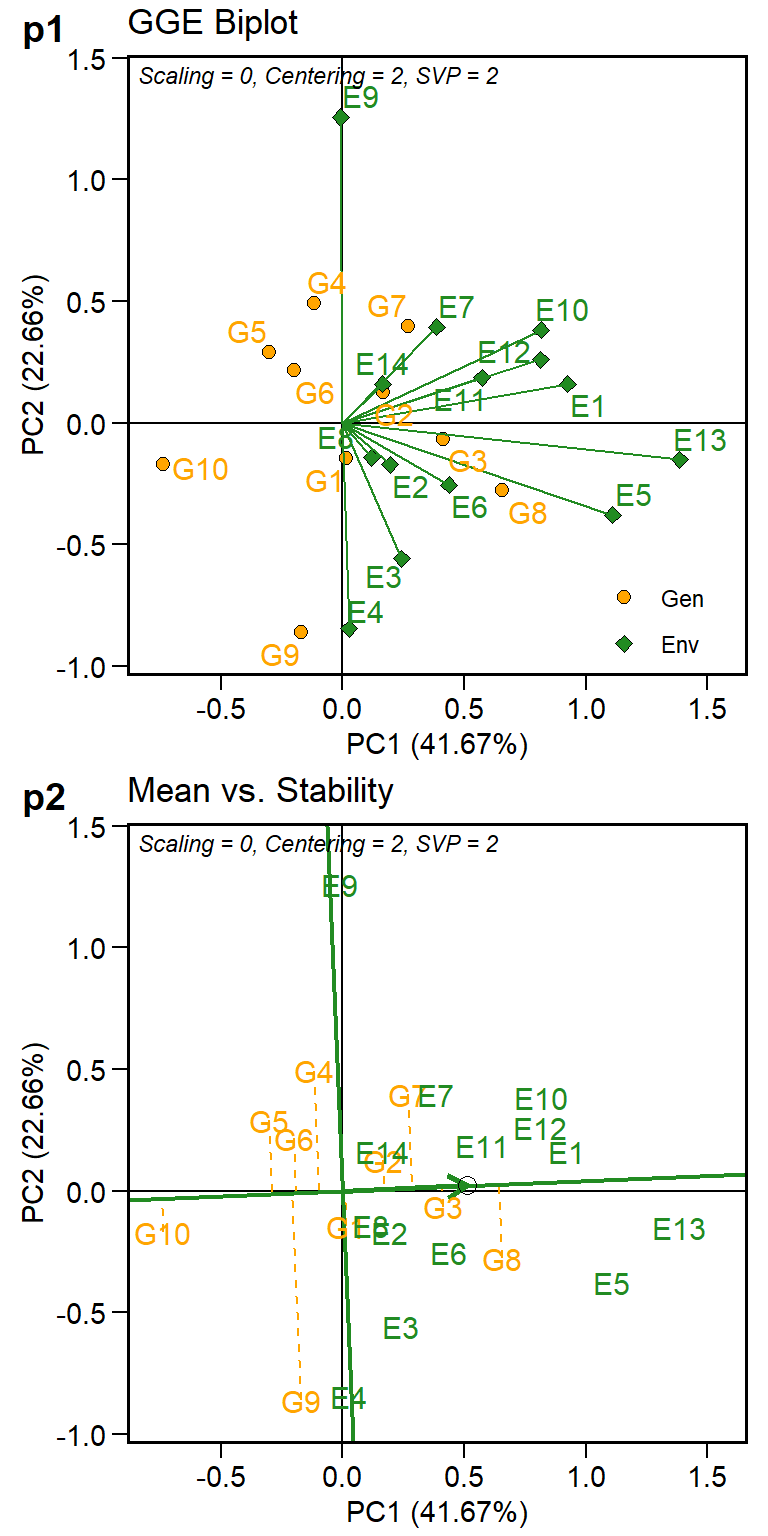 p1 GGE Biplot
Scaling = 0, Centering = 2, SVP = 2
1.5
1.0
0.5
0.0
-0.5
-1.0
PC2 (22.66%)
E9
G4
G7
E7
E10
G5
E12
E14
G6
G2
E11
E1
E13
G10
G1
G3
E2
E6
G8
E5
E3
E4
G9
Gen
Env
-0.5 0.0 0.5 1.0 1.5
PC1 (41.67%)
p2 Mean vs. Stability
Scaling = 0, Centering = 2, SVP = 2
1.5
1.0
0.5
0.0
-0.5
-1.0
PC2 (22.66%)
E9
G4
G7
E7
E10
G5
G6
E12
E14
G2
E11
E1
G10
G1
E2
G3
E13
E6
G8
E5
E3
G9
E4
-0.5 0.0 0.5 1.0 1.5
PC1 (41.67%)